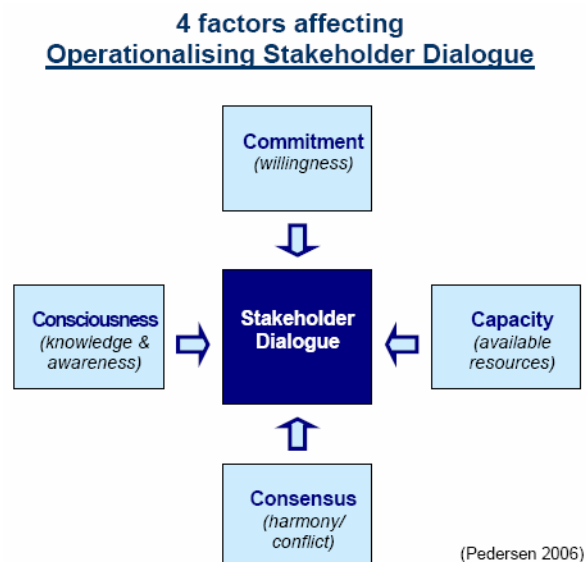 4 factors affecting
Operationalising Stakeholder Dialogue
Commitment
(willingness)
Consciousness
(knowledge &
awareness)
Stakeholder
Dialogue
Capacity
(available
resources)
Consensus
(harmony/
conflict)
(Pedersen 2006)